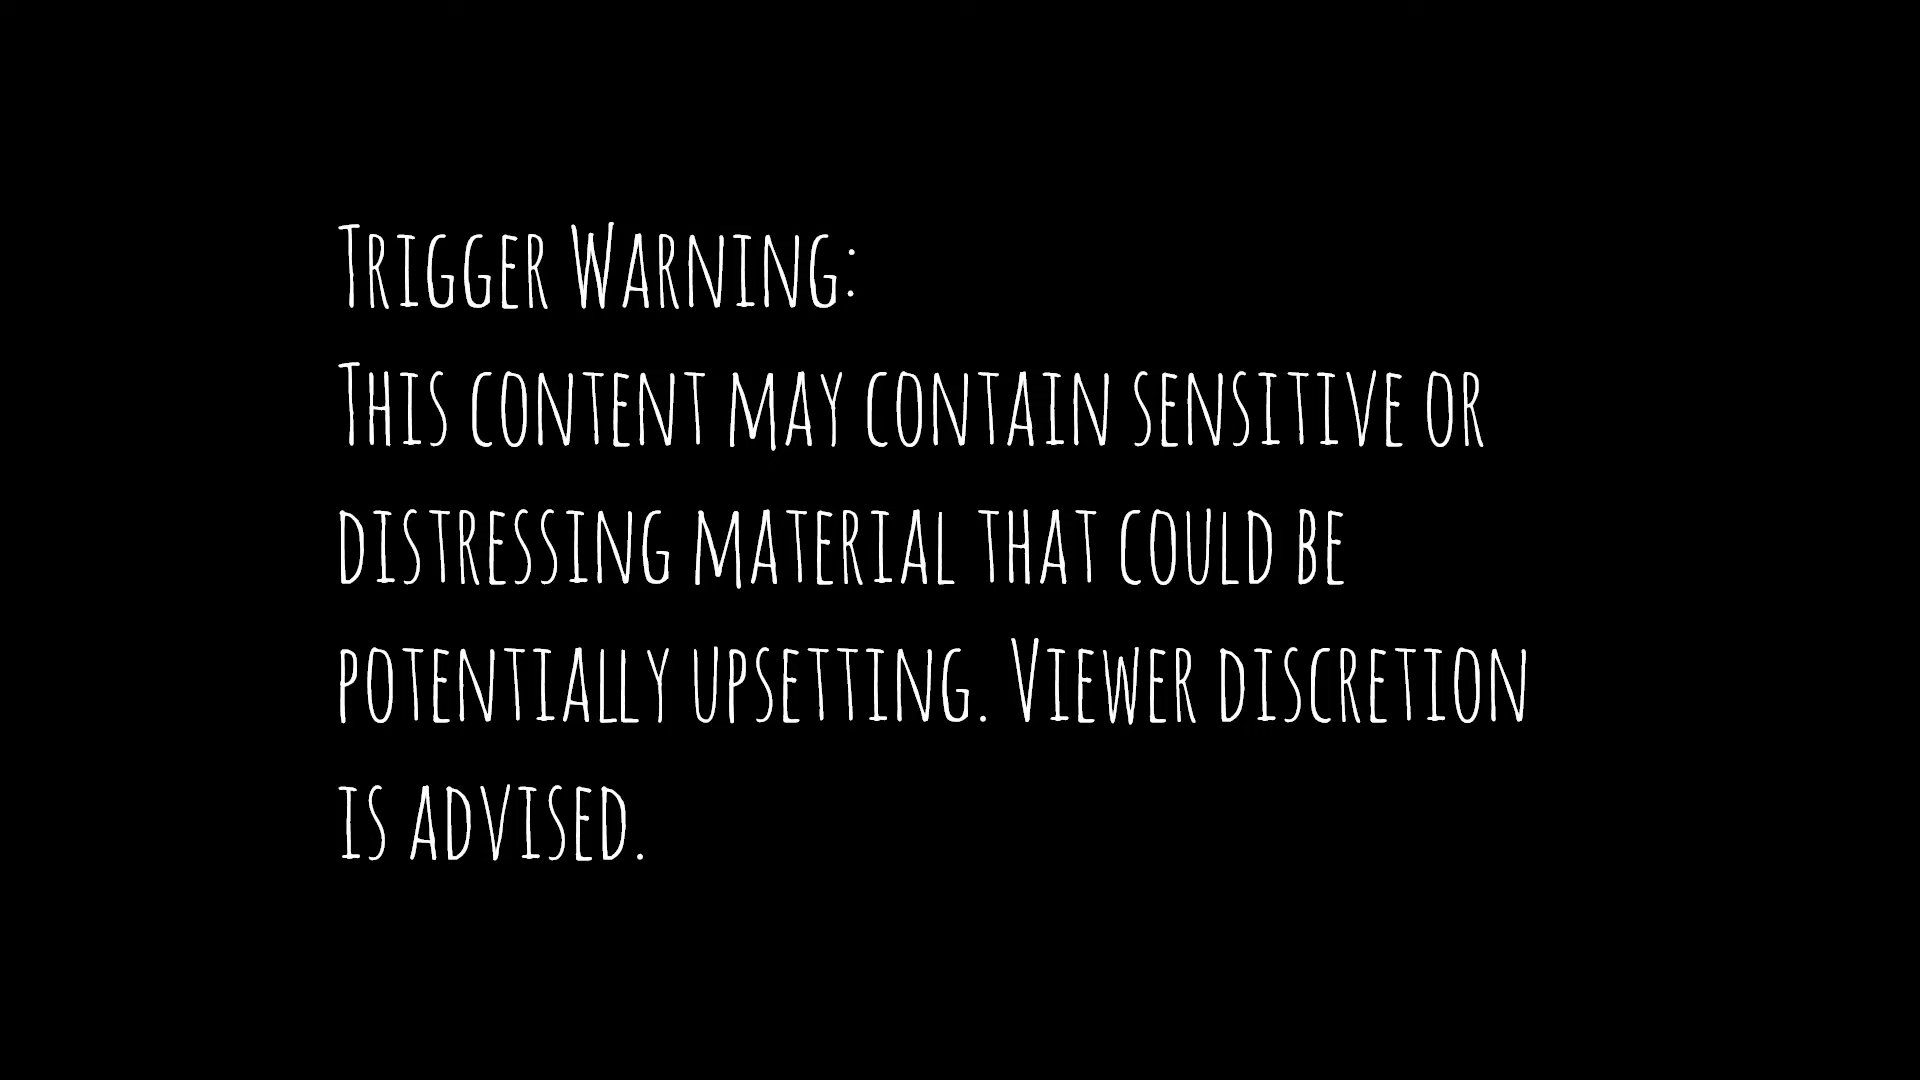 Trigger Warning:
This content may contain sensitive or
distressing material that could be
potentially upsetting. Viewer discretion
is advised.